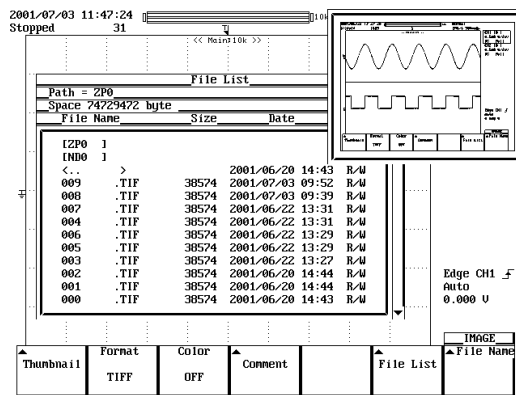 2001/07/03 11:47:24
10k
Stopped 31
<< Main:10k >>
File List
Path = ZP0
Space 74729472 byte
File Name Size Date
[ZP0 ]
[ND0 ]
<.. > 2001/06/20 14:43 R/W
009 .TIF 38574 2001/07/03 09:52 R/W
008 .TIF 38574 2001/07/03 09:39 R/W
007 .TIF 38574 2001/06/22 13:31 R/W
004 .TIF 38574 2001/06/22 13:31 R/W
006 .TIF 38574 2001/06/22 13:29 R/W
005 .TIF 38574 2001/06/22 13:29 R/W
003 .TIF 38574 2001/06/22 13:27 R/W
002 .TIF 38574 2001/06/20 14:44 R/W
001 .TIF 38574 2001/06/20 14:44 R/W
000 .TIF 38574 2001/06/20 14:43 R/W
Edge CH1
Auto
0.000 V
IMAGE
Thumbnail
Format
TIFF
Color
OFF
Comment
File List
File Name